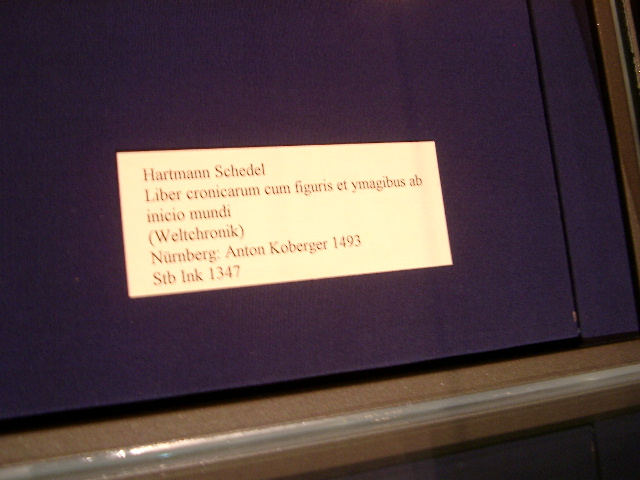 Hartmann Schedel
Liber cronicarum cum figuris et ymagibus ab
inicio mundi
(Weltchronik)
Nürnberg: Anton Koberger 1493
Stb Ink 1347